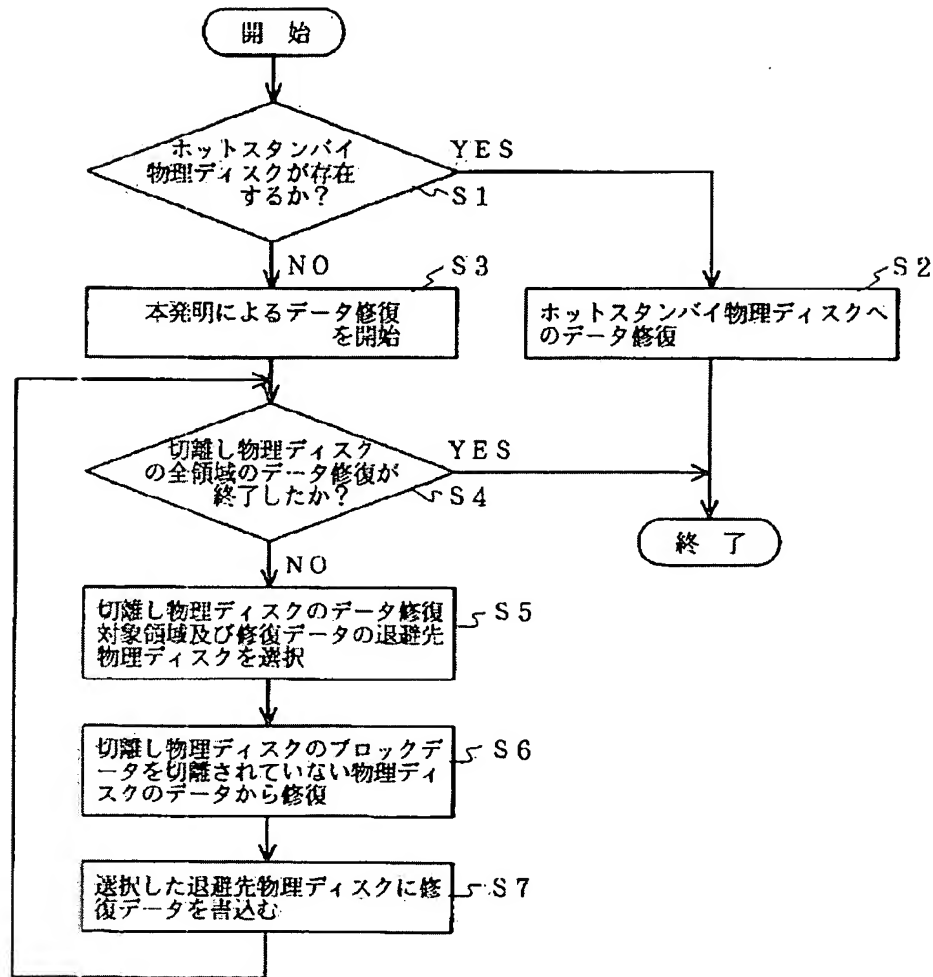 開 始
ホットスタンバイ
物理ディスクが存在
するか？
YES
S1
NO
S3
S2
本発明によるデータ修復
を開始
ホットスタンバイ物理ディスクへ
のデータ修復
切離し物理ディスク
の全領域のデータ修復が
終了したか？
YES
S4
終 了
NO
切離し物理ディスクのデータ修復
対象領域及び修復データの退避先
物理ディスクを選択
S5
切離し物理ディスクのブロックデ
ータを切離されていない物理ディ
スクのデータから修復
S6
選択した退避先物理ディスクに修
復データを書込む
S7